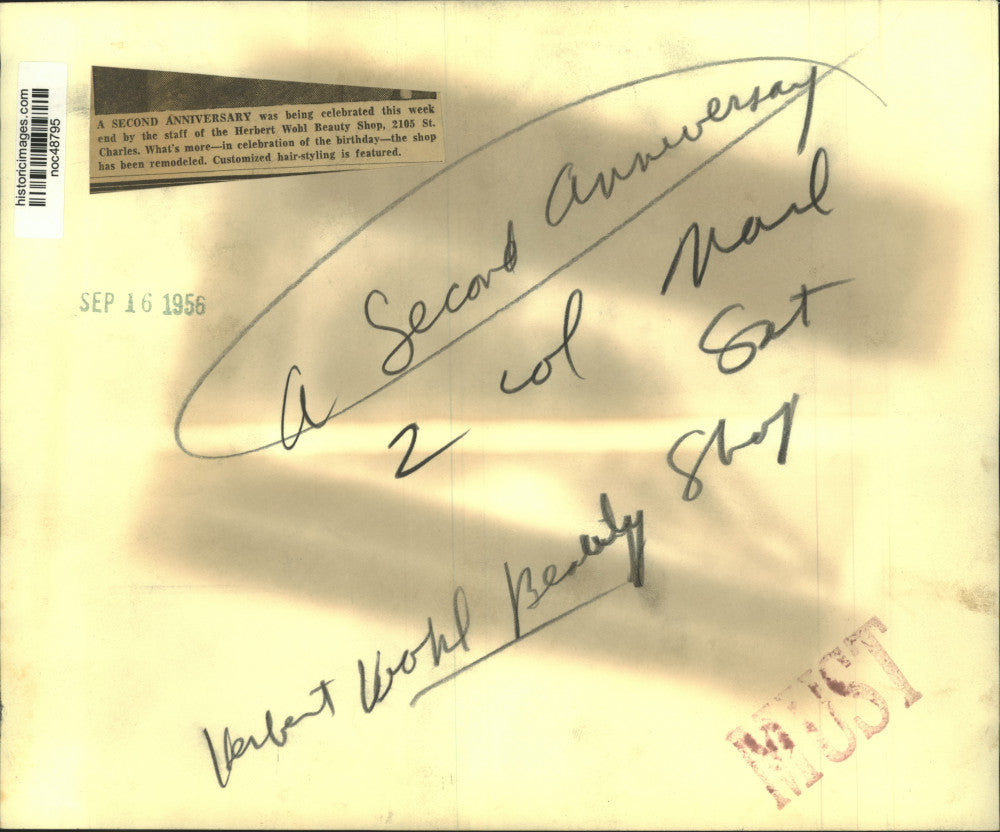 historicimages.com
noc48795
A SECOND ANNIVERSARY was being celebrated this week
end by the staff of the Herbert Wohl Beauty Shop, 2105 St.
Charles. What's more—in celebration of the birthday—the shop
has been remodeled. Customized hair-styling is featured.
SEP 16 1956
A Second Anniversary
2 col
Sat
Herbert Wohl Beauty Shop
MUST